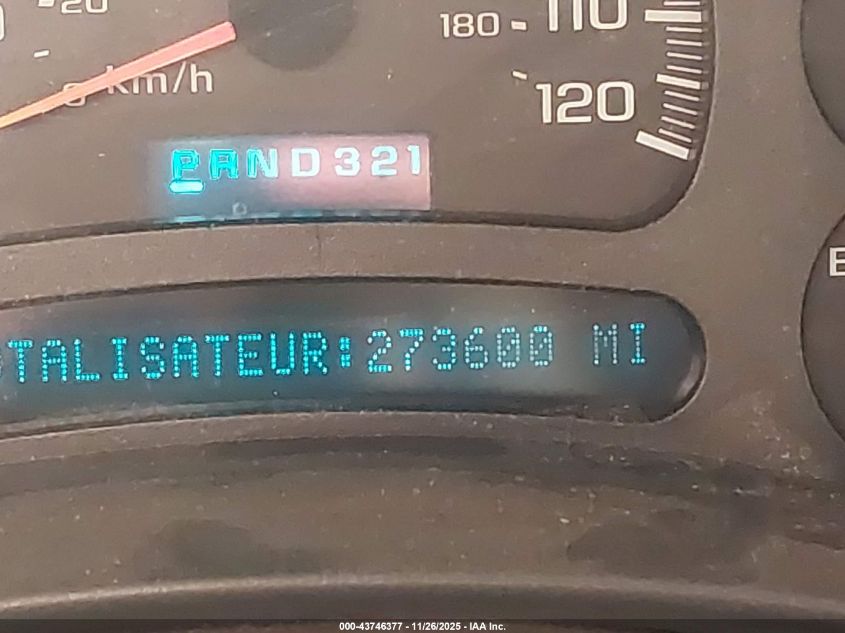 20
180 110
km/h
120
PRND321
TALISATEUR:273600 MI
E
000-43746377 - 11/26/2025 - IAA Inc.